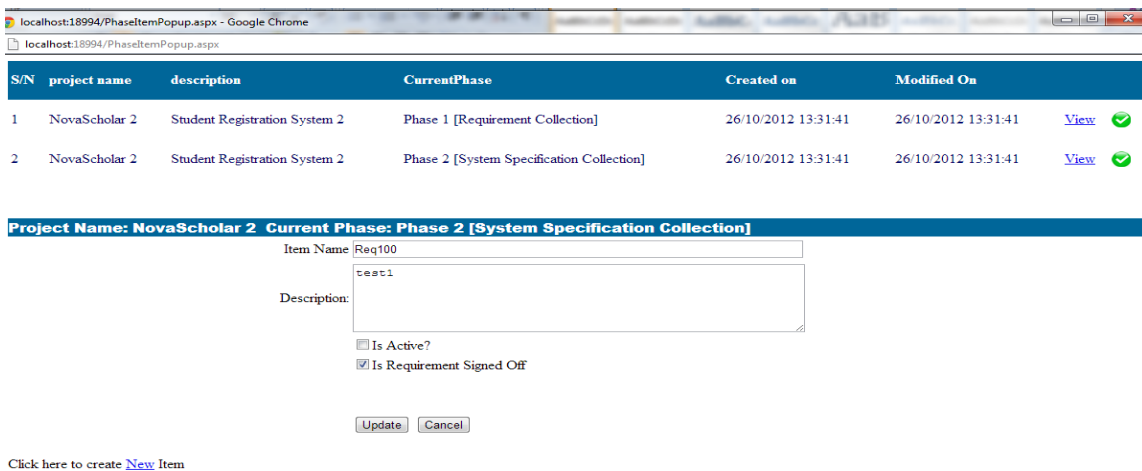 localhost:18994/PhaseItemPopup.aspx - Google Chrome
localhost:18994/PhaseItemPopup.aspx
S/N project name description CurrentPhase Created on Modified On
1 NovaScholar 2 Student Registration System 2 Phase 1 [Requirement Collection] 26/10/2012 13:31:41 26/10/2012 13:31:41 View
2 NovaScholar 2 Student Registration System 2 Phase 2 [System Specification Collection] 26/10/2012 13:31:41 26/10/2012 13:31:41 View
Project Name: NovaScholar 2 Current Phase: Phase 2 [System Specification Collection]
Item Name Req100
Description: test1
Is Active?
Is Requirement Signed Off
Update Cancel
Click here to create New Item